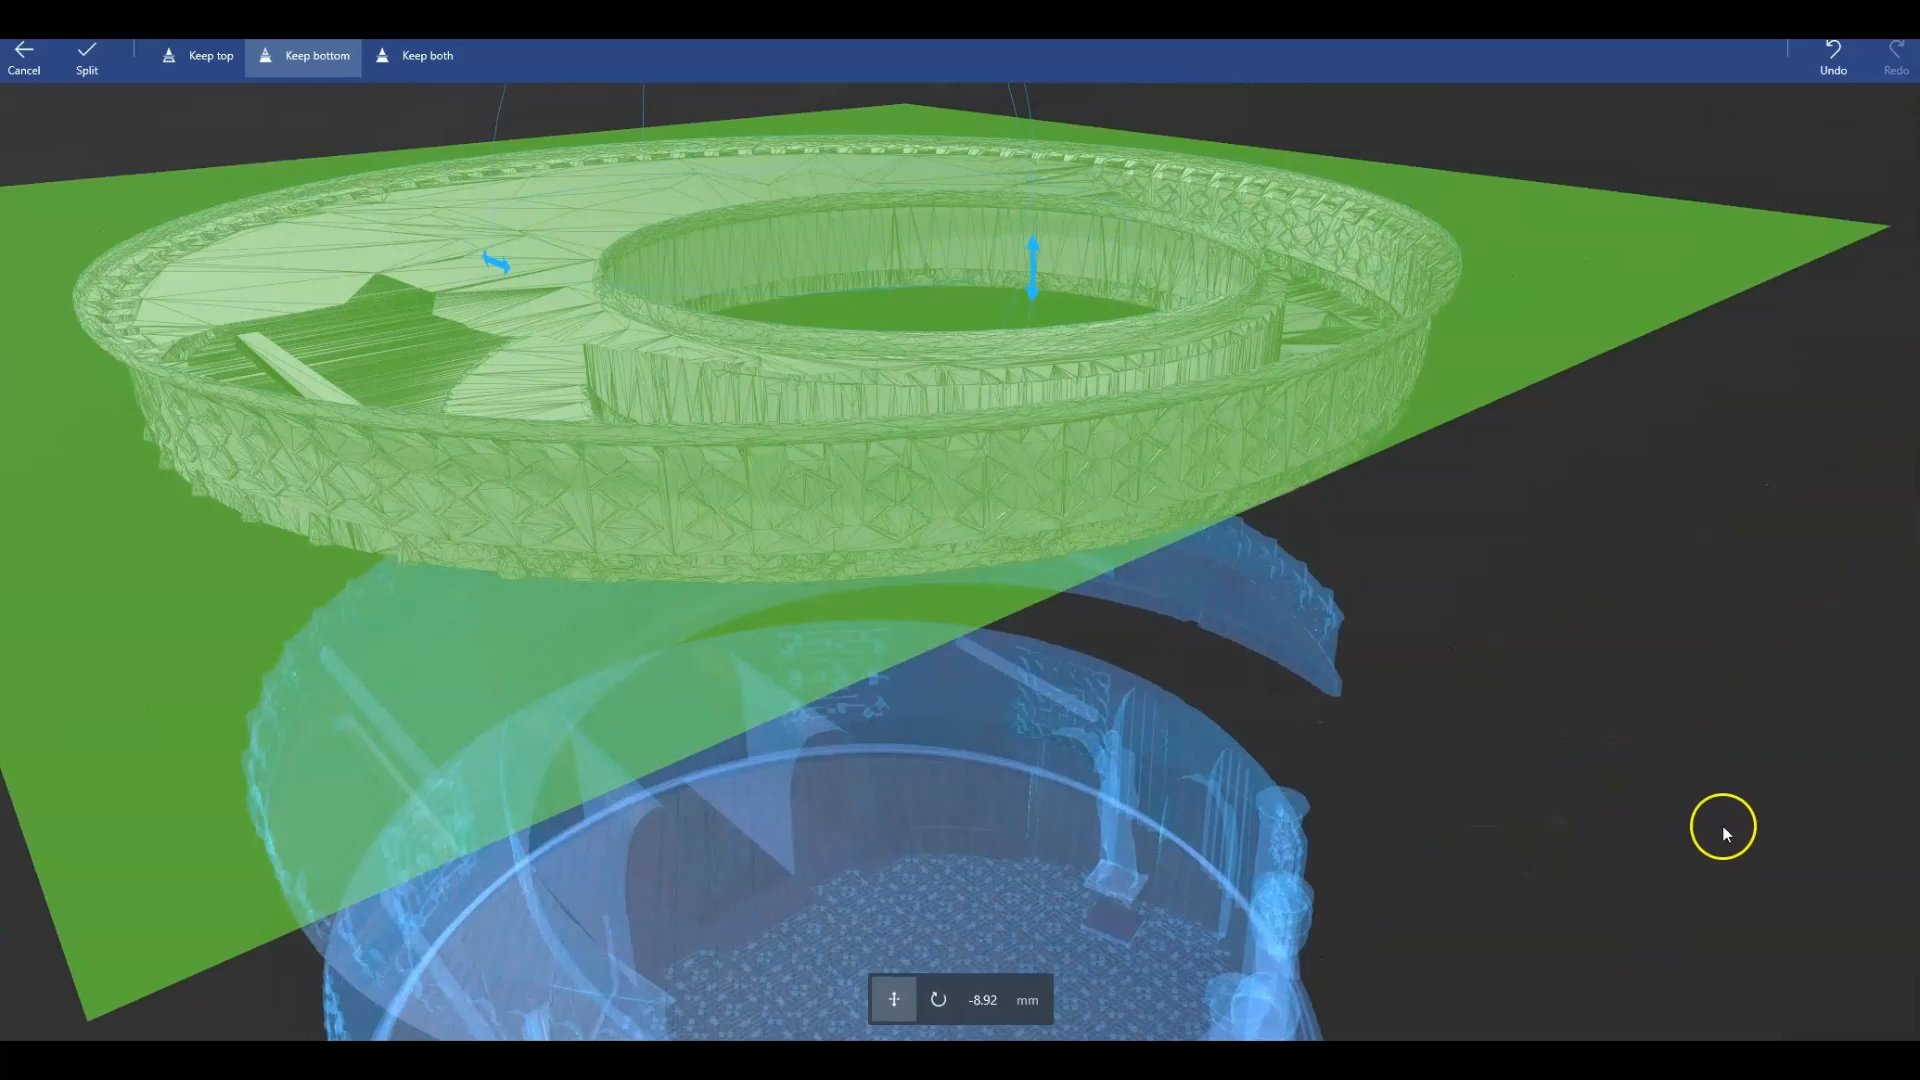 Cancel
Split
Keep top
Keep bottom
Keep both
Undo
Redo
-8.92 mm